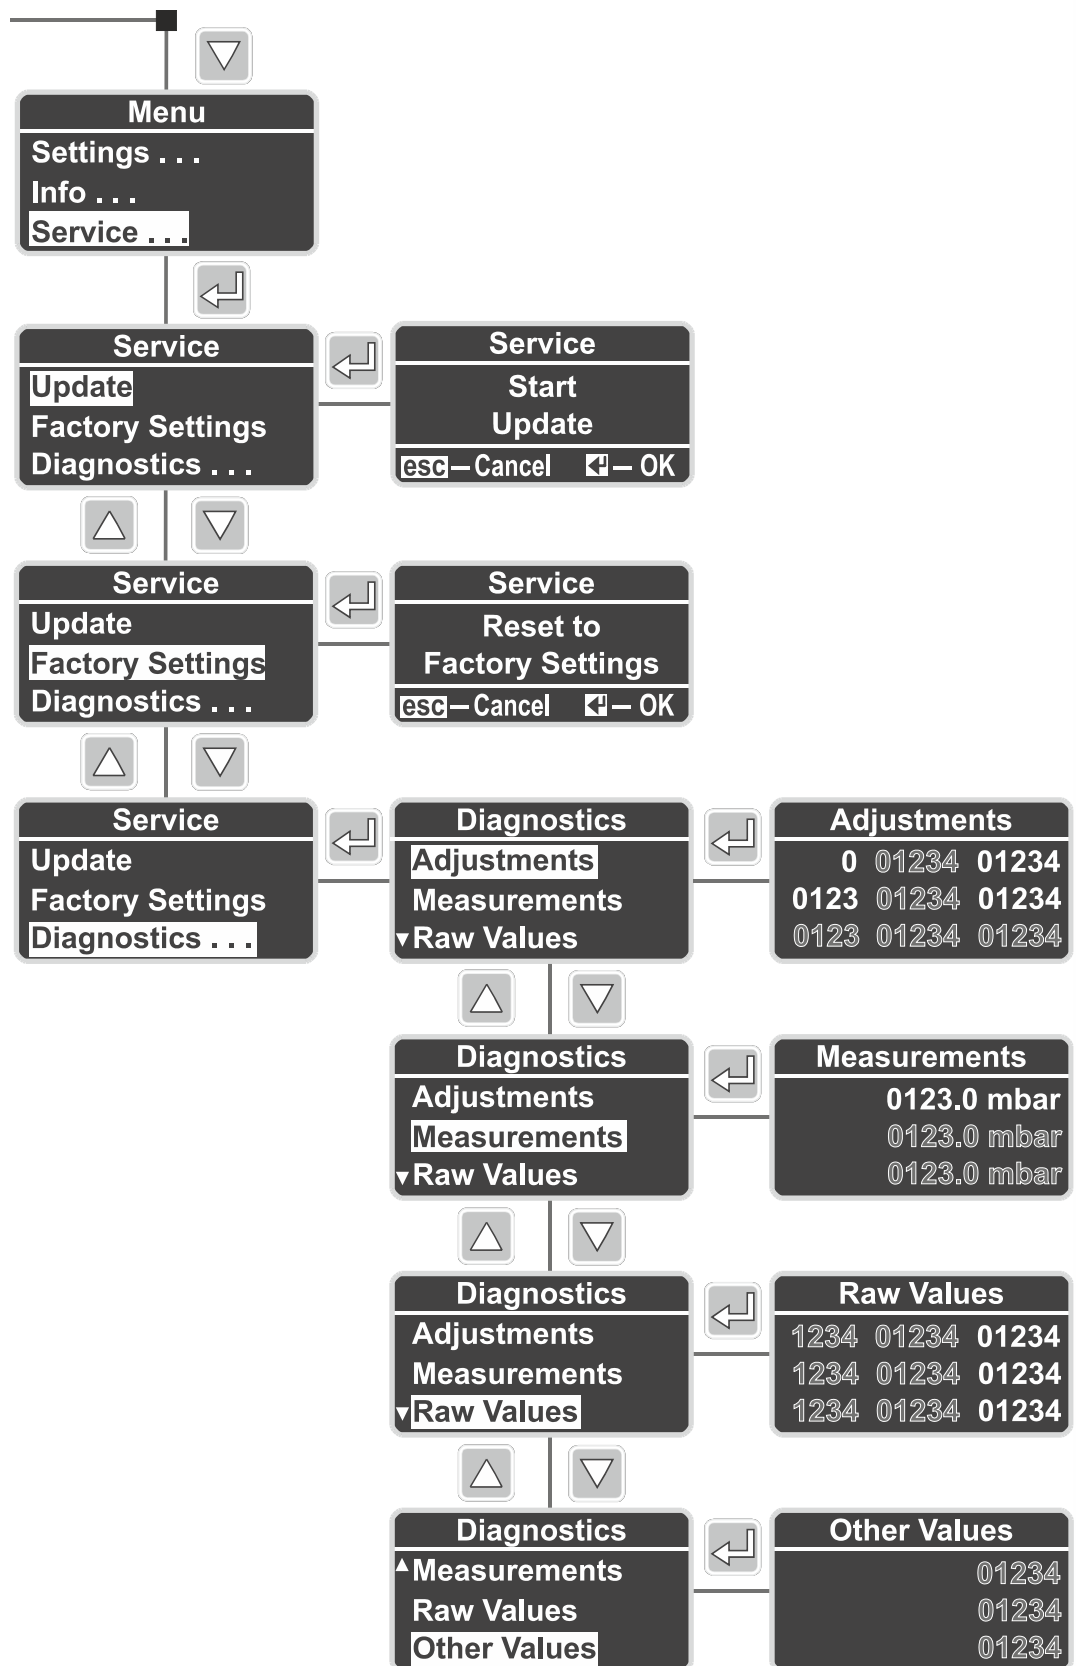 Menu
Settings . . .
Info . . .
Service . . .
Service
Update
Factory Settings
Diagnostics . . .
Service
Start
Update
esc – Cancel – OK
Service
Update
Factory Settings
Diagnostics . . .
Service
Reset to
Factory Settings
esc – Cancel – OK
Service
Update
Factory Settings
Diagnostics . . .
Diagnostics
Adjustments
Measurements
Raw Values
Adjustments
0 01234 01234
0123 01234 01234
0123 01234 01234
Diagnostics
Adjustments
Measurements
Raw Values
Measurements
0123.0 mbar
0123.0 mbar
0123.0 mbar
Diagnostics
Adjustments
Measurements
Raw Values
Raw Values
1234 01234 01234
1234 01234 01234
1234 01234 01234
Diagnostics
Measurements
Raw Values
Other Values
Other Values
01234
01234
01234